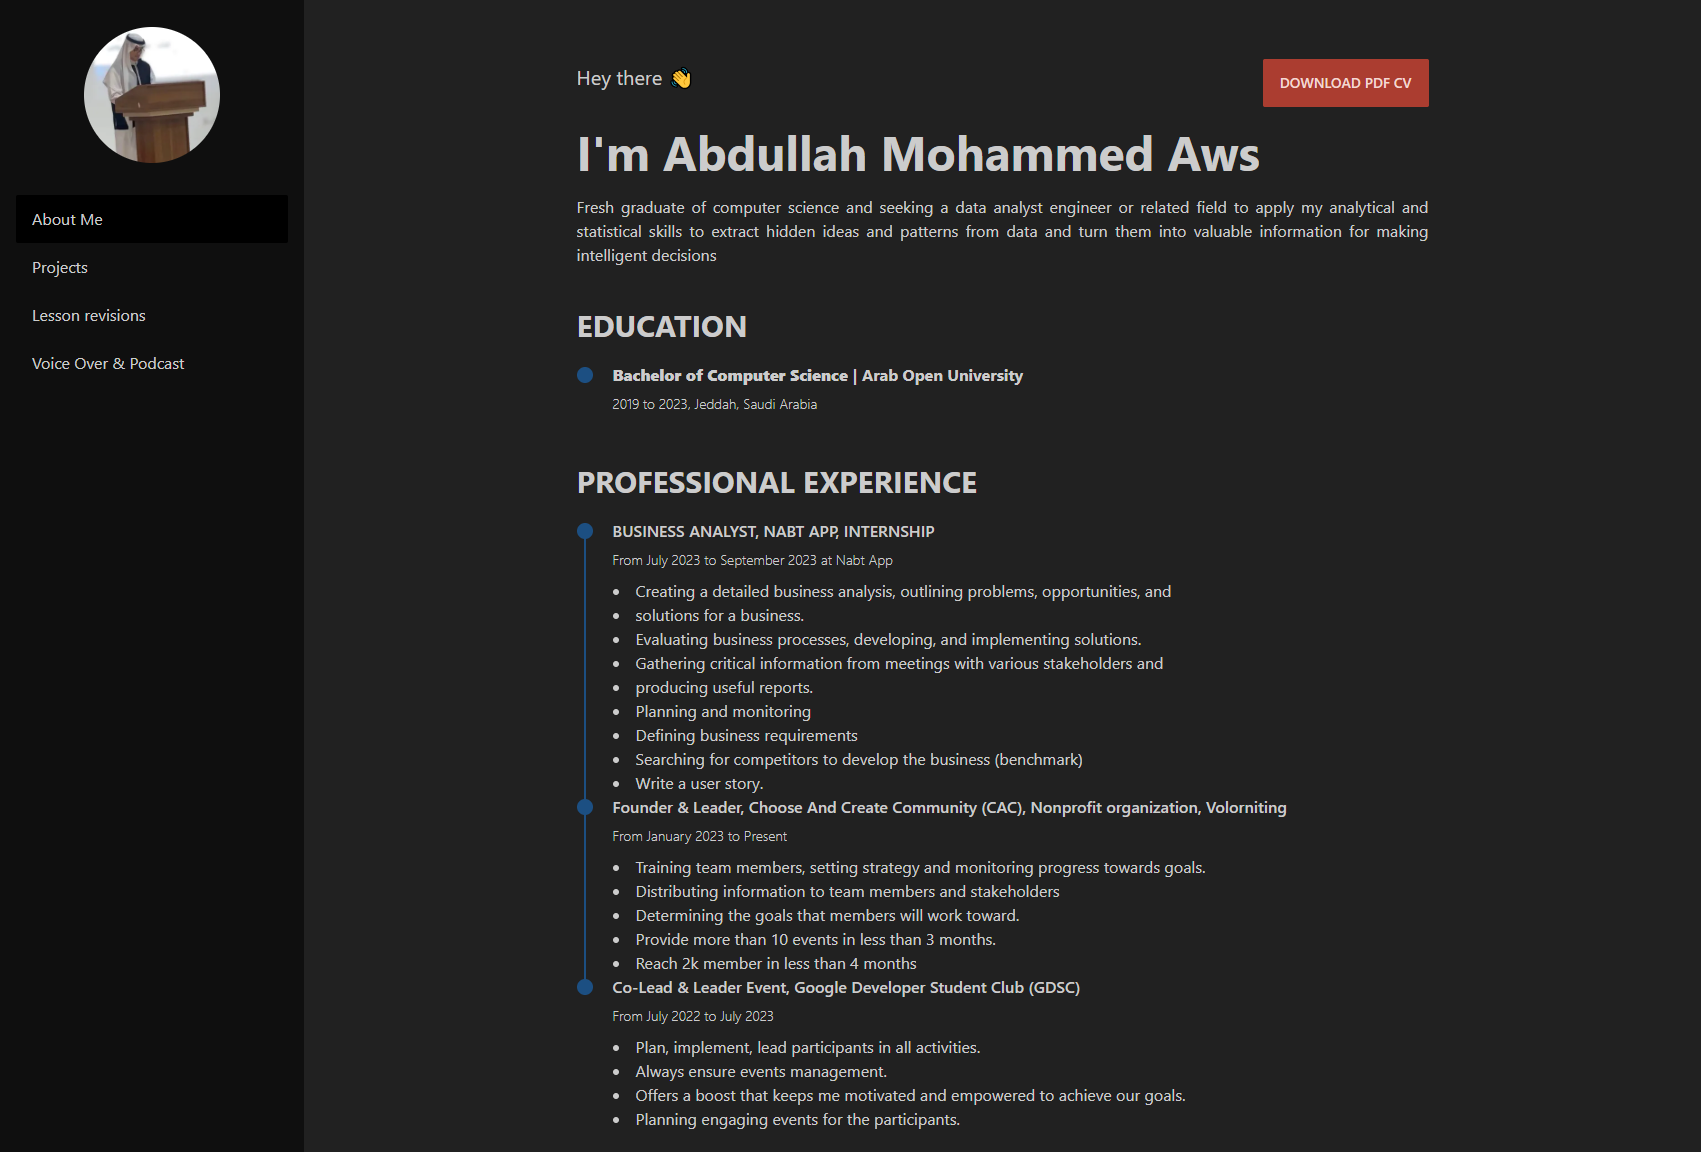 About Me
Projects
Lesson revisions
Voice Over & Podcast
Hey there 👋
DOWNLOAD PDF CV
I'm Abdullah Mohammed Aws
Fresh graduate of computer science and seeking a data analyst engineer or related field to apply my analytical and
statistical skills to extract hidden ideas and patterns from data and turn them into valuable information for making
intelligent decisions
EDUCATION
Bachelor of Computer Science | Arab Open University
2019 to 2023, Jeddah, Saudi Arabia
PROFESSIONAL EXPERIENCE
BUSINESS ANALYST, NABT APP, INTERNSHIP
From July 2023 to September 2023 at Nabt App
• Creating a detailed business analysis, outlining problems, opportunities, and
• solutions for a business.
• Evaluating business processes, developing, and implementing solutions.
• Gathering critical information from meetings with various stakeholders and
• producing useful reports.
• Planning and monitoring
• Defining business requirements
• Searching for competitors to develop the business (benchmark)
• Write a user story.
Founder & Leader, Choose And Create Community (CAC), Nonprofit organization, Volorniting
From January 2023 to Present
• Training team members, setting strategy and monitoring progress towards goals.
• Distributing information to team members and stakeholders
• Determining the goals that members will work toward.
• Provide more than 10 events in less than 3 months.
• Reach 2k member in less than 4 months
Co-Lead & Leader Event, Google Developer Student Club (GDSC)
From July 2022 to July 2023
• Plan, implement, lead participants in all activities.
• Always ensure events management.
• Offers a boost that keeps me motivated and empowered to achieve our goals.
• Planning engaging events for the participants.